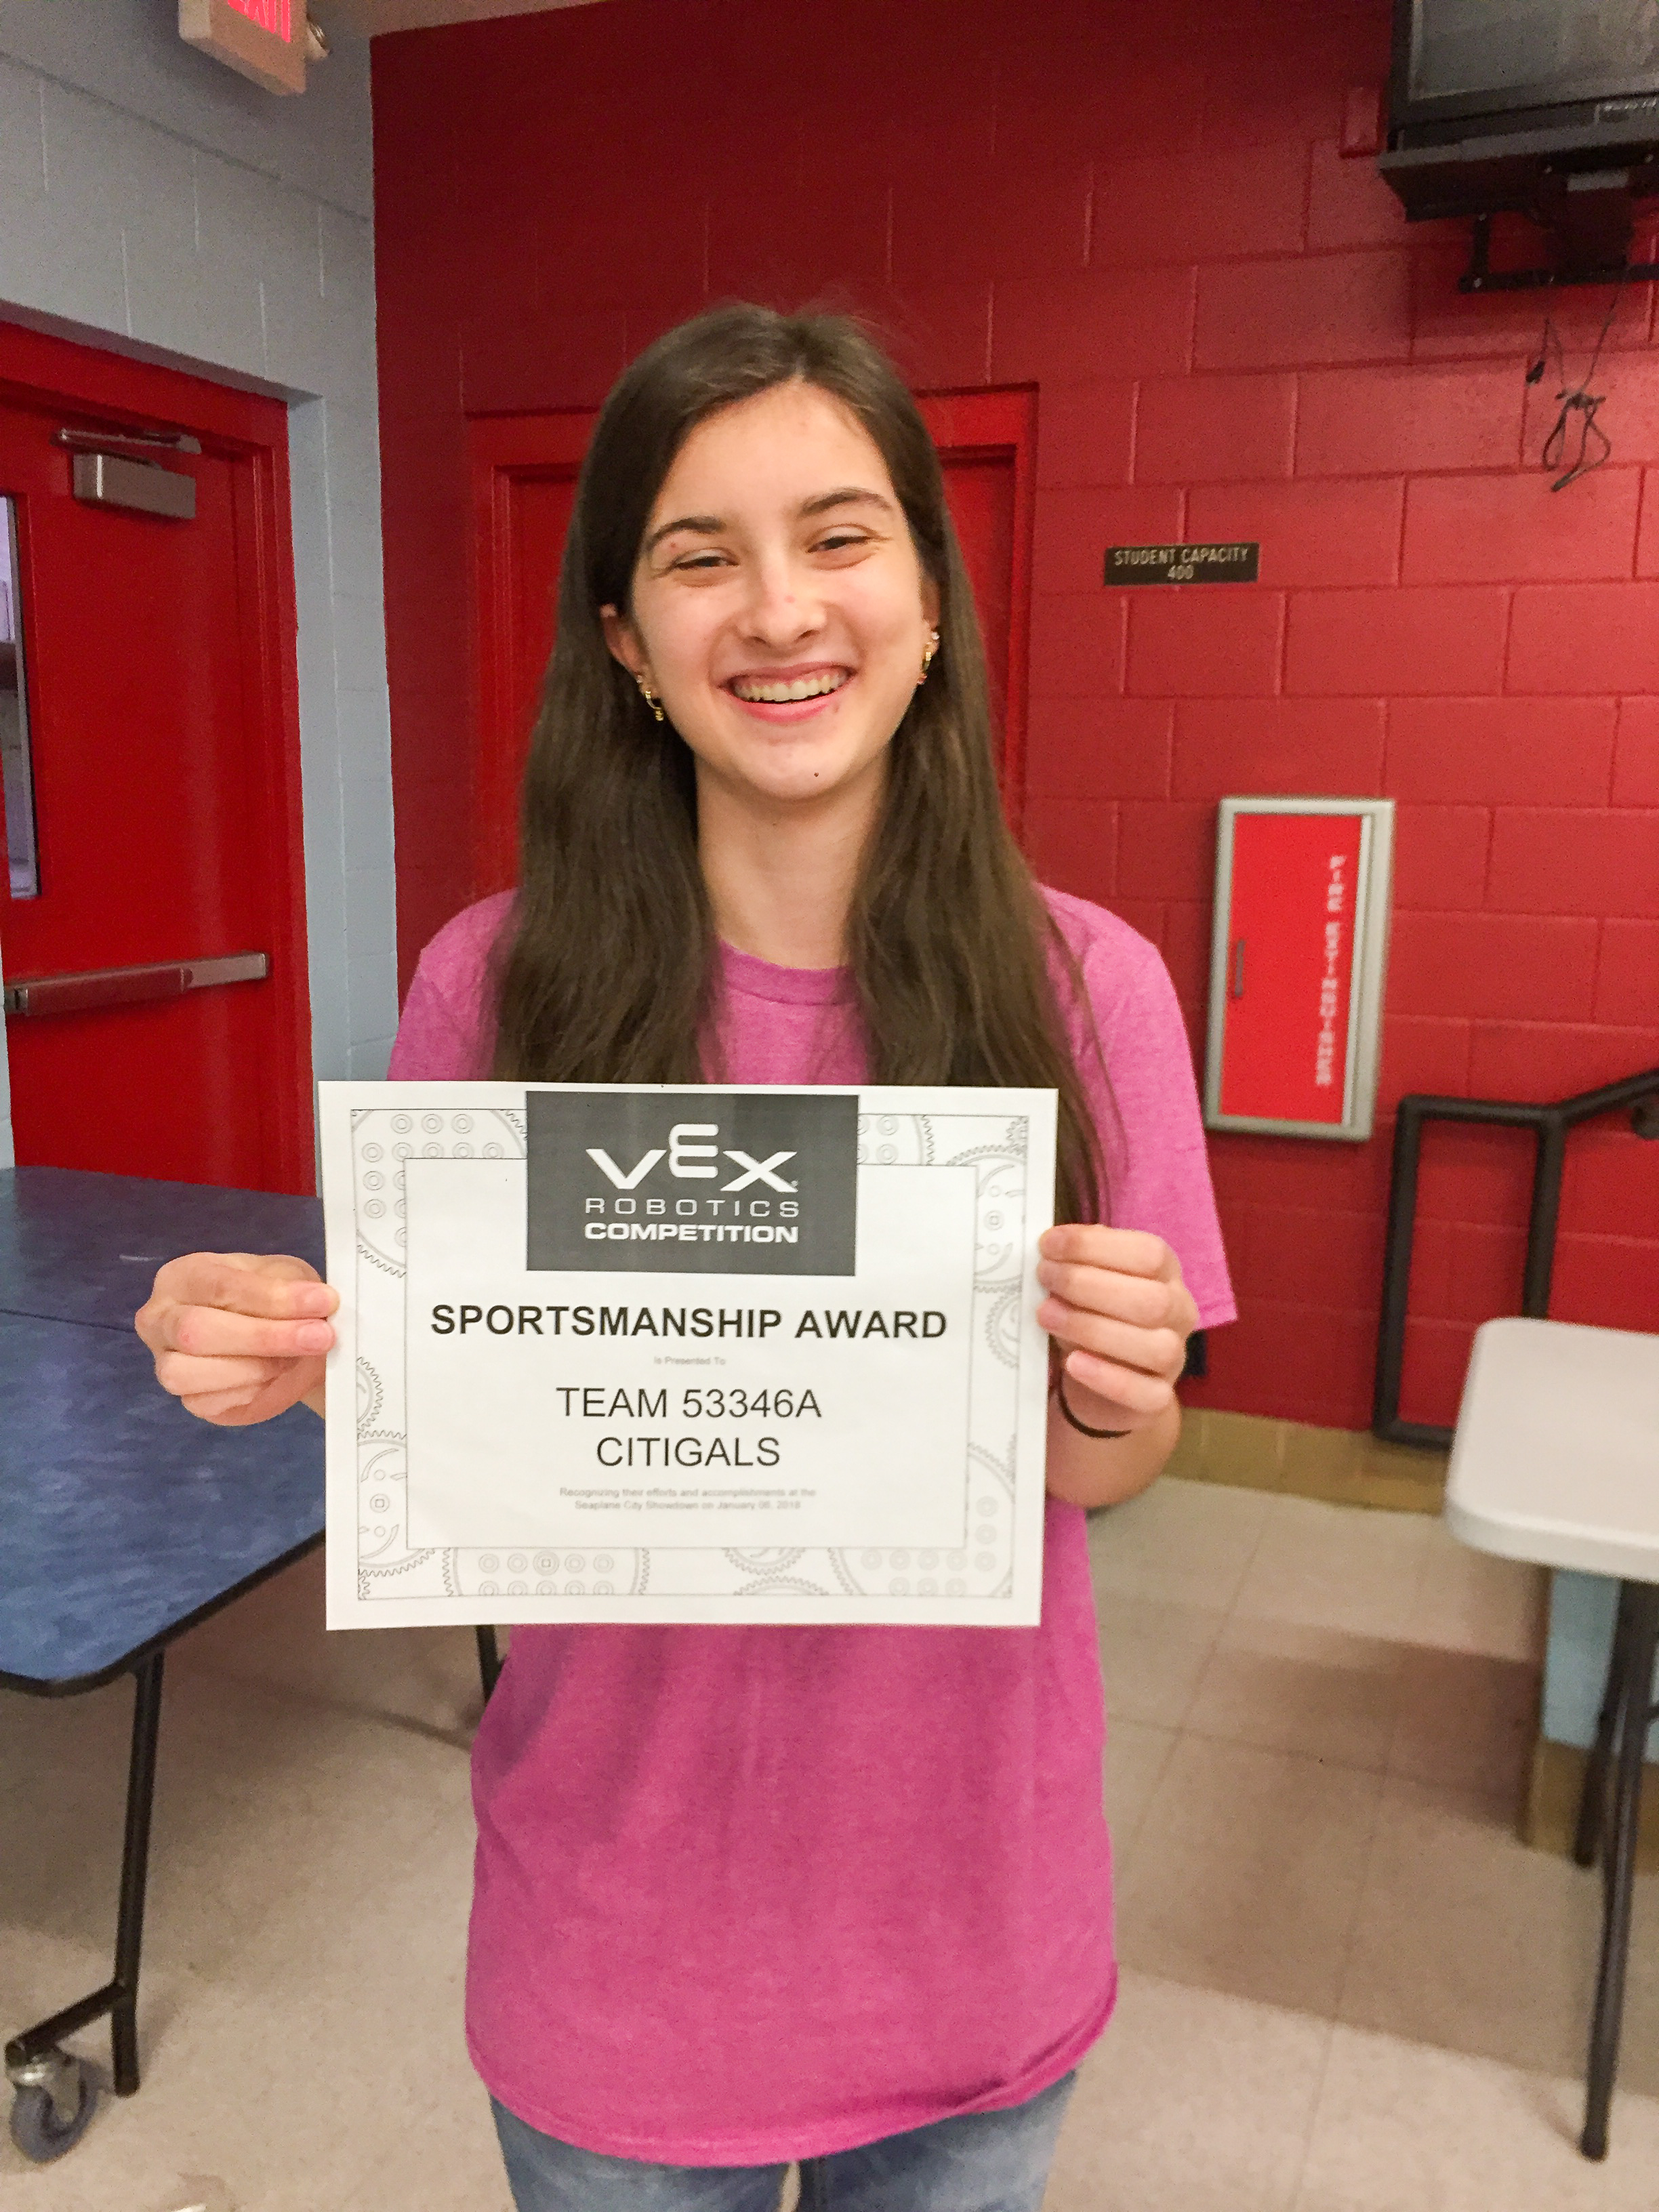 EXIT
STUDENT CAPACITY
400
FIRE EXTINGUISHER
VEX
ROBOTICS
COMPETITION
SPORTSMANSHIP AWARD
Is Presented To
TEAM 53346A
CITIGALS
Recognizing their efforts and accomplishments at the
Seaplane City Showdown on January 06, 2018